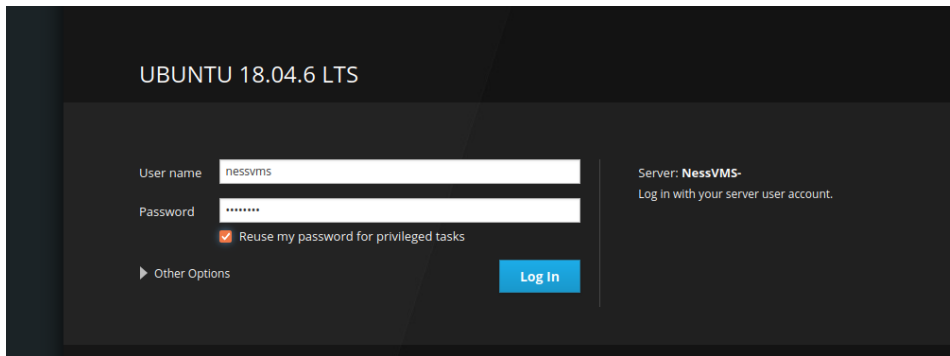 UBUNTU 18.04.6 LTS
User name
nessvms
Server: NessVMS-
Log in with your server user account.
Password
••••••••
Reuse my password for privileged tasks
Other Options
Log In